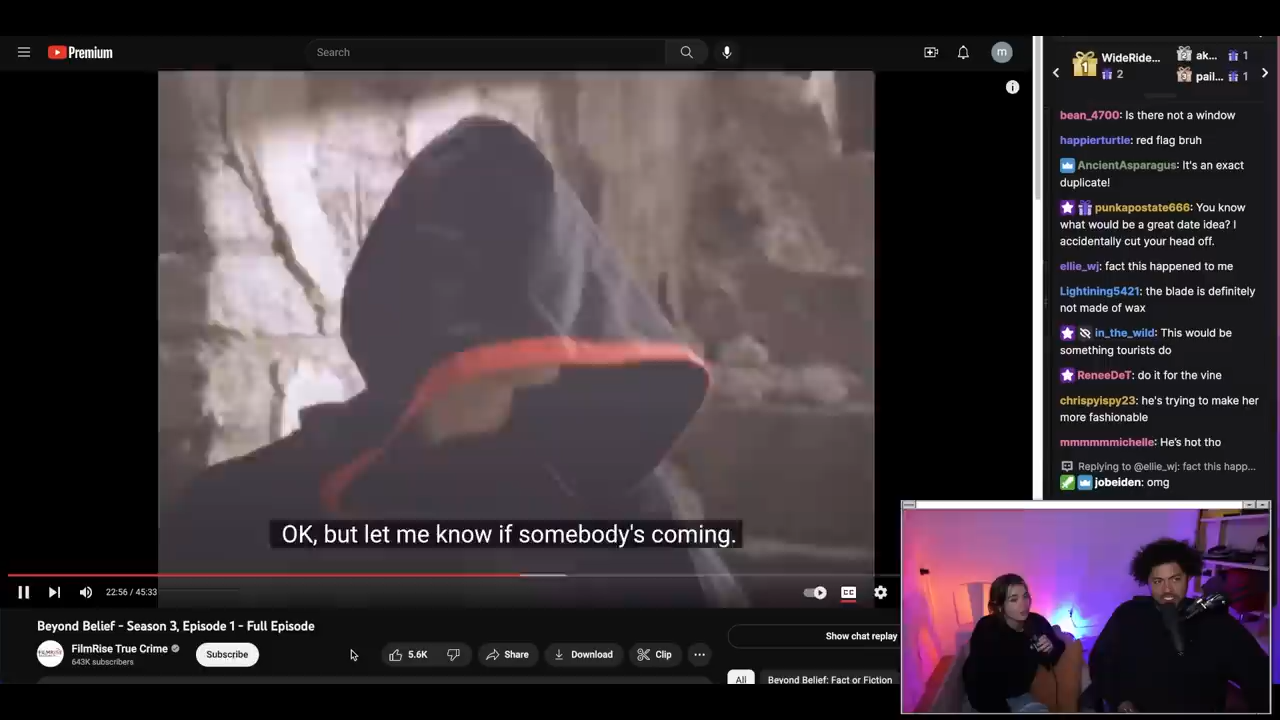 Premium
Search
m
WideRide...
2
ak...
1
pail...
1
bean_4700: Is there not a window
happierturtle: red flag bruh
AncientAsparagus: It's an exact
duplicate!
punkapostate666: You know
what would be a great date idea? I
accidentally cut your head off.
ellie_wj: fact this happened to me
Lightining5421: the blade is definitely
not made of wax
in_the_wild: This would be
something tourists do
ReneeDeT: do it for the vine
chrispyispy23: he's trying to make her
more fashionable
mmmmmmichelle: He's hot tho
Replying to @ellie_wj: fact this happ...
jobeiden: omg
OK, but let me know if somebody's coming.
22:56 / 45:33
CC
Beyond Belief - Season 3, Episode 1 - Full Episode
FilmRise True Crime
643K subscribers
Subscribe
5.6K
Share
Download
Clip
Show chat replay
All
Beyond Belief: Fact or Fiction